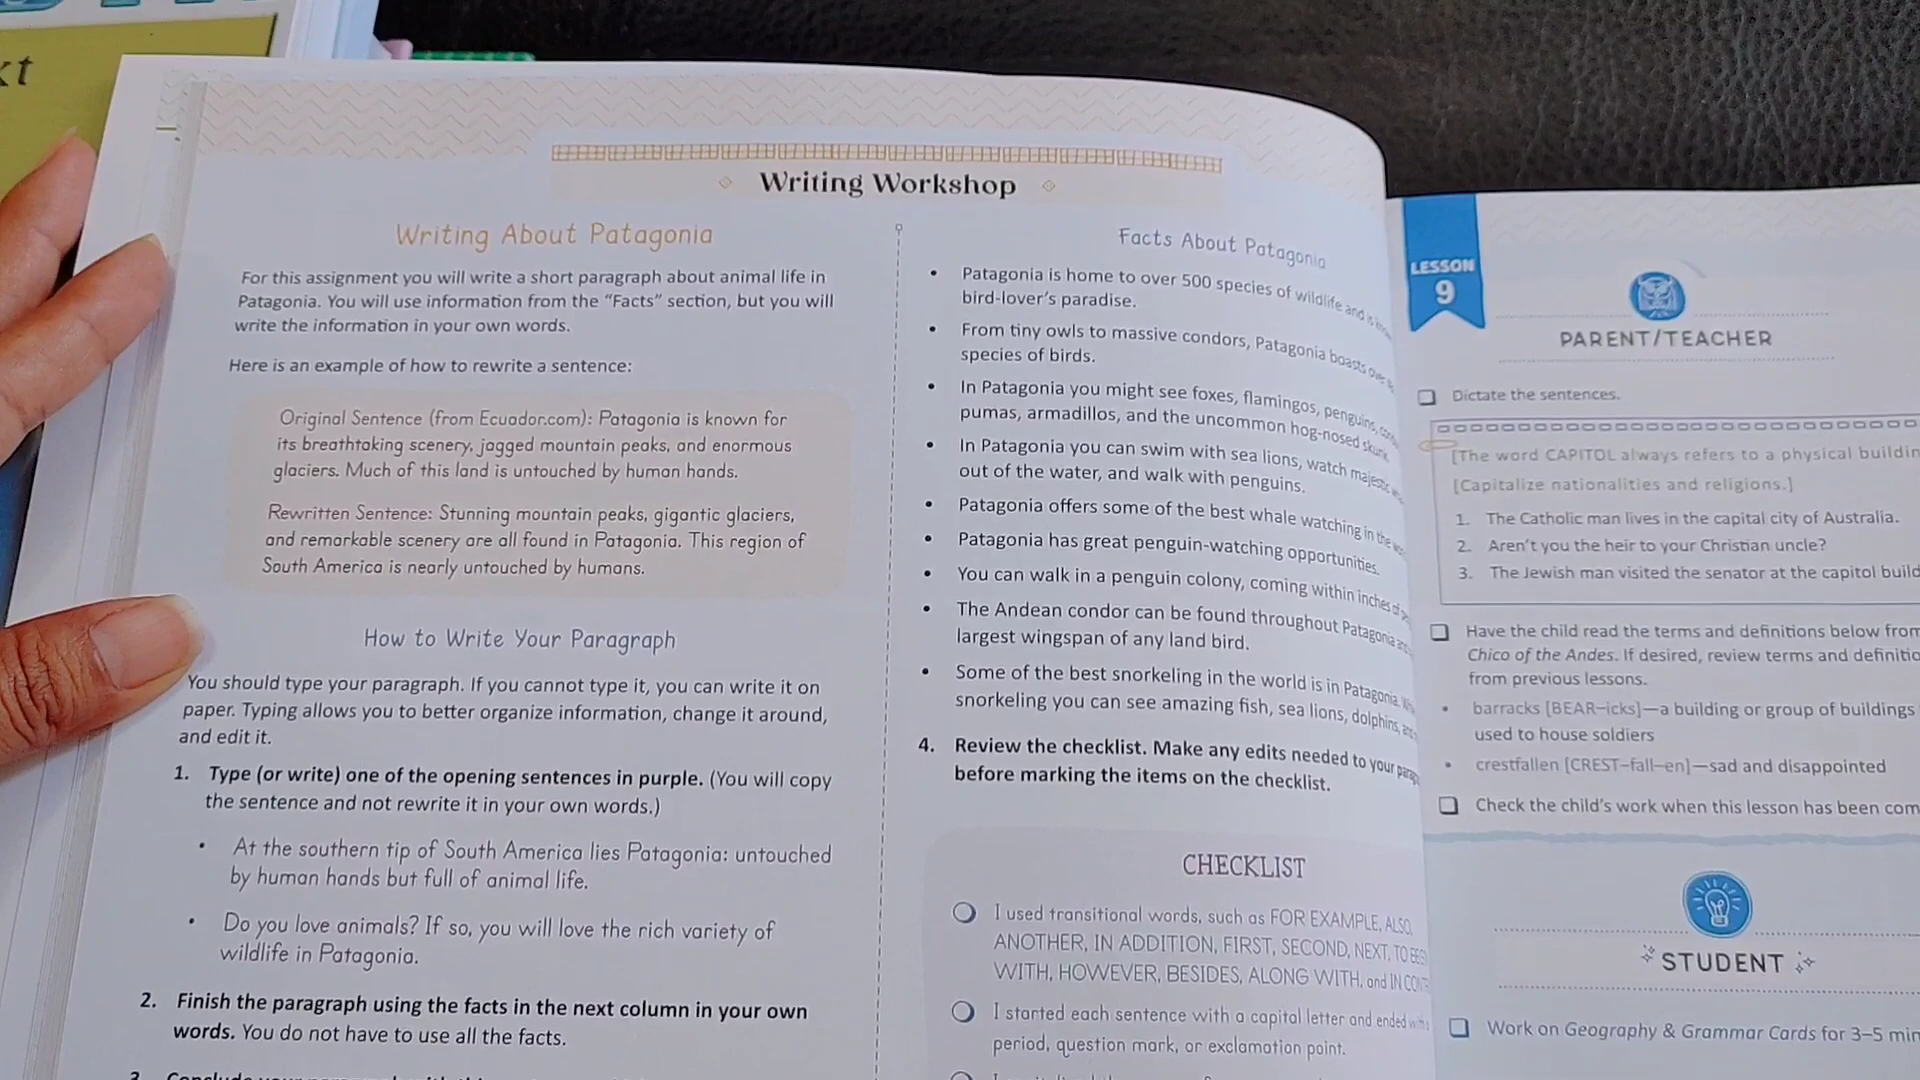 xt
Writing Workshop
Writing About Patagonia
For this assignment you will write a short paragraph about animal life in
Patagonia. You will use information from the "Facts" section, but you will
write the information in your own words.
Here is an example of how to rewrite a sentence:
Original Sentence (from Ecuador.com): Patagonia is known for
its breathtaking scenery, jagged mountain peaks, and enormous
glaciers. Much of this land is untouched by human hands.
Rewritten Sentence: Stunning mountain peaks, gigantic glaciers,
and remarkable scenery are all found in Patagonia. This region of
South America is nearly untouched by humans.
How to Write Your Paragraph
You should type your paragraph. If you cannot type it, you can write it on
paper. Typing allows you to better organize information, change it around,
and edit it.
1. Type (or write) one of the opening sentences in purple. (You will copy
the sentence and not rewrite it in your own words.)
• At the southern tip of South America lies Patagonia: untouched
by human hands but full of animal life.
• Do you love animals? If so, you will love the rich variety of
wildlife in Patagonia.
2. Finish the paragraph using the facts in the next column in your own
words. You do not have to use all the facts.
Facts About Patagonia
• Patagonia is home to over 500 species of wildlife and is
bird-lover's paradise.
• From tiny owls to massive condors, Patagonia boasts over
species of birds.
• In Patagonia you might see foxes, flamingos, penguins,
pumas, armadillos, and the uncommon hog-nosed skunk.
• In Patagonia you can swim with sea lions, watch majestic
out of the water, and walk with penguins.
• Patagonia offers some of the best whale watching in the
• Patagonia has great penguin-watching opportunities.
• You can walk in a penguin colony, coming within inches of
• The Andean condor can be found throughout Patagonia
largest wingspan of any land bird.
• Some of the best snorkeling in the world is in Patagonia.
snorkeling you can see amazing fish, sea lions, dolphins,
4. Review the checklist. Make any edits needed to your
before marking the items on the checklist.
CHECKLIST
I used transitional words, such as FOR EXAMPLE, ALSO,
ANOTHER, IN ADDITION, FIRST, SECOND, NEXT, TO
WITH, HOWEVER, BESIDES, ALONG WITH, and IN
I started each sentence with a capital letter and ended
period, question mark, or exclamation point.
LESSON
9
PARENT/TEACHER
Dictate the sentences.
[The word CAPITOL always refers to a physical
[Capitalize nationalities and religions.]
1. The Catholic man lives in the capital city of Australia.
2. Aren't you the heir to your Christian uncle?
3. The Jewish man visited the senator at the capitol
Have the child read the terms and definitions below from
Chico of the Andes. If desired, review terms and
from previous lessons.
• barracks [BEAR-icks]—a building or group of buildings
used to house soldiers
• crestfallen [CREST-fall-en]—sad and disappointed
Check the child's work when this lesson has been
STUDENT
Work on Geography & Grammar Cards for 3-5